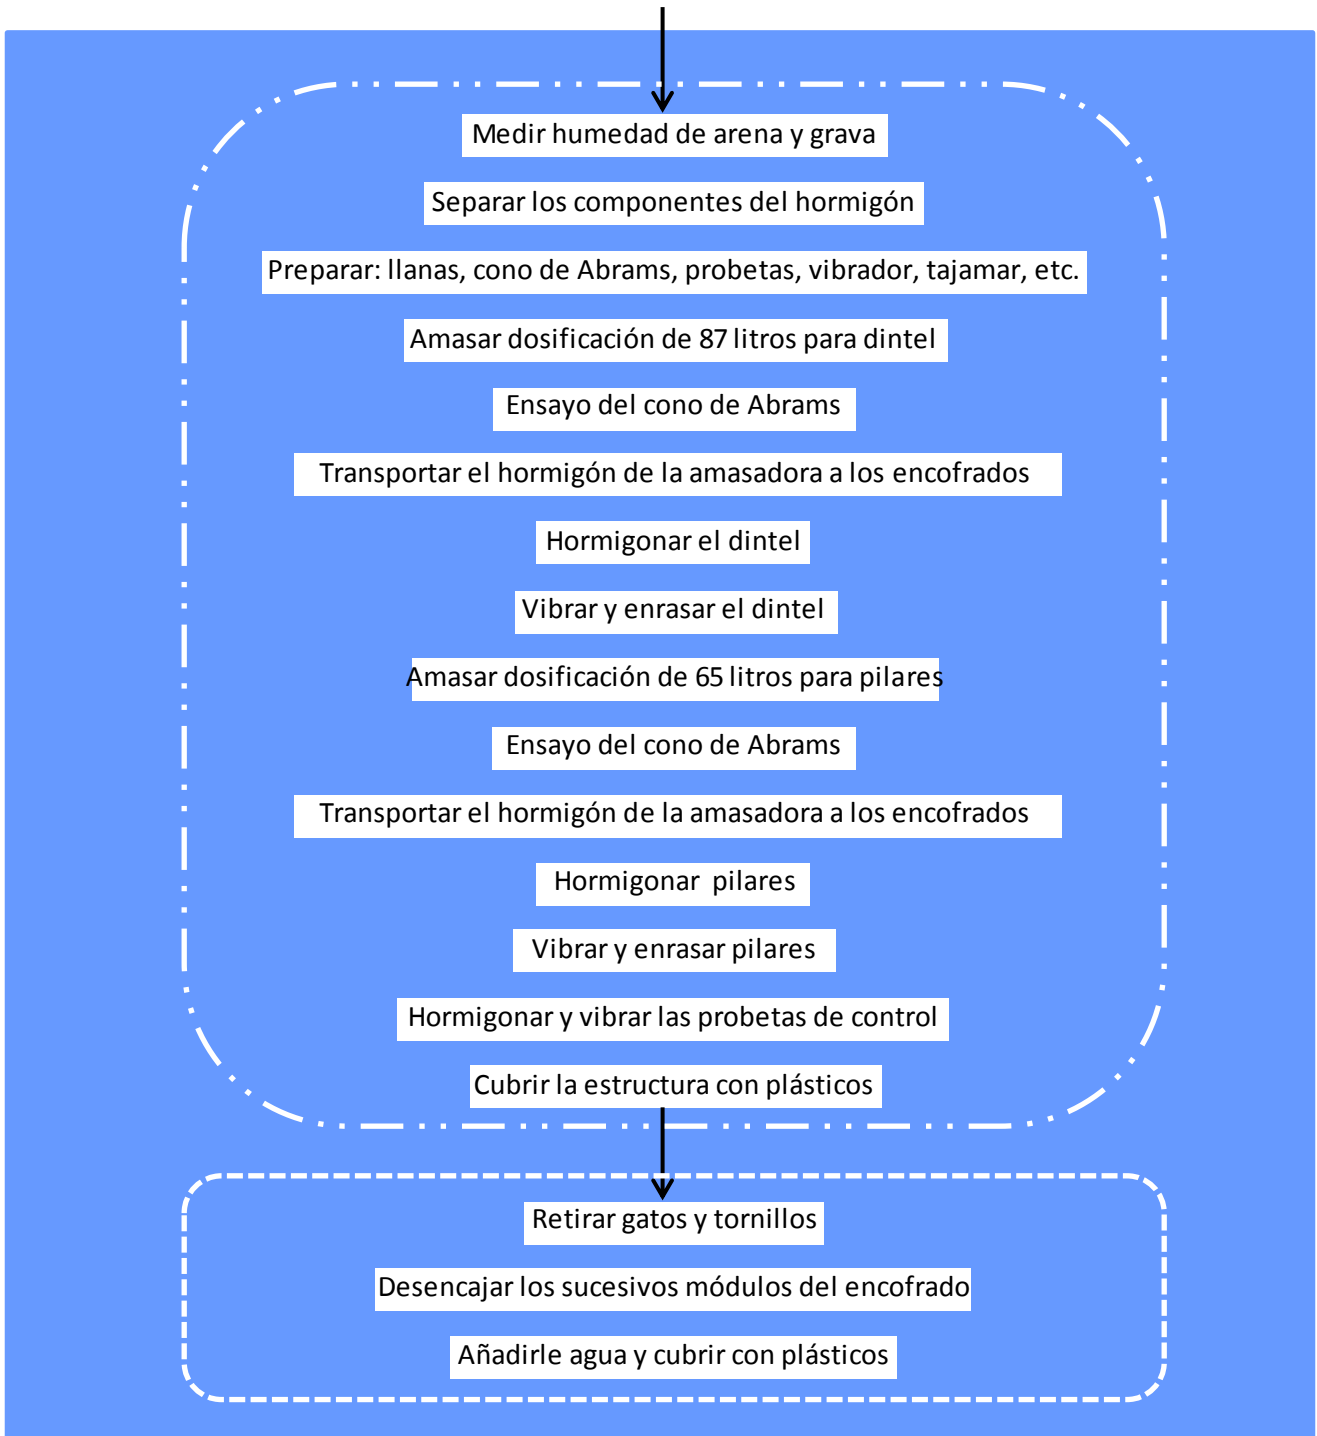 Medir humedad de arena y grava
Separar los componentes del hormigón
Preparar: llanas, cono de Abrams, probetas, vibrador, tajamar, etc.
Amasar dosificación de 87 litros para dintel
Ensayo del cono de Abrams
Transportar el hormigón de la amasadora a los encofrados
Hormigonar el dintel
Vibrar y enrasar el dintel
Amasar dosificación de 65 litros para pilares
Ensayo del cono de Abrams
Transportar el hormigón de la amasadora a los encofrados
Hormigonar pilares
Vibrar y enrasar pilares
Hormigonar y vibrar las probetas de control
Cubrir la estructura con plásticos
Retirar gatos y tornillos
Desencajar los sucesivos módulos del encofrado
Añadirle agua y cubrir con plásticos